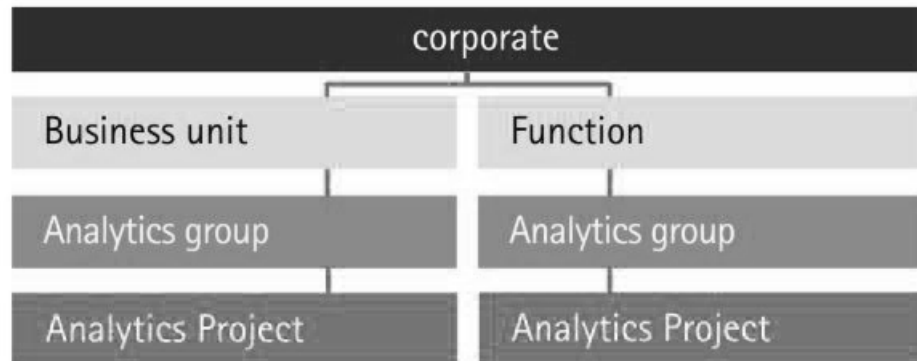 corporate
Business unit
Function
Analytics group
Analytics group
Analytics Project
Analytics Project